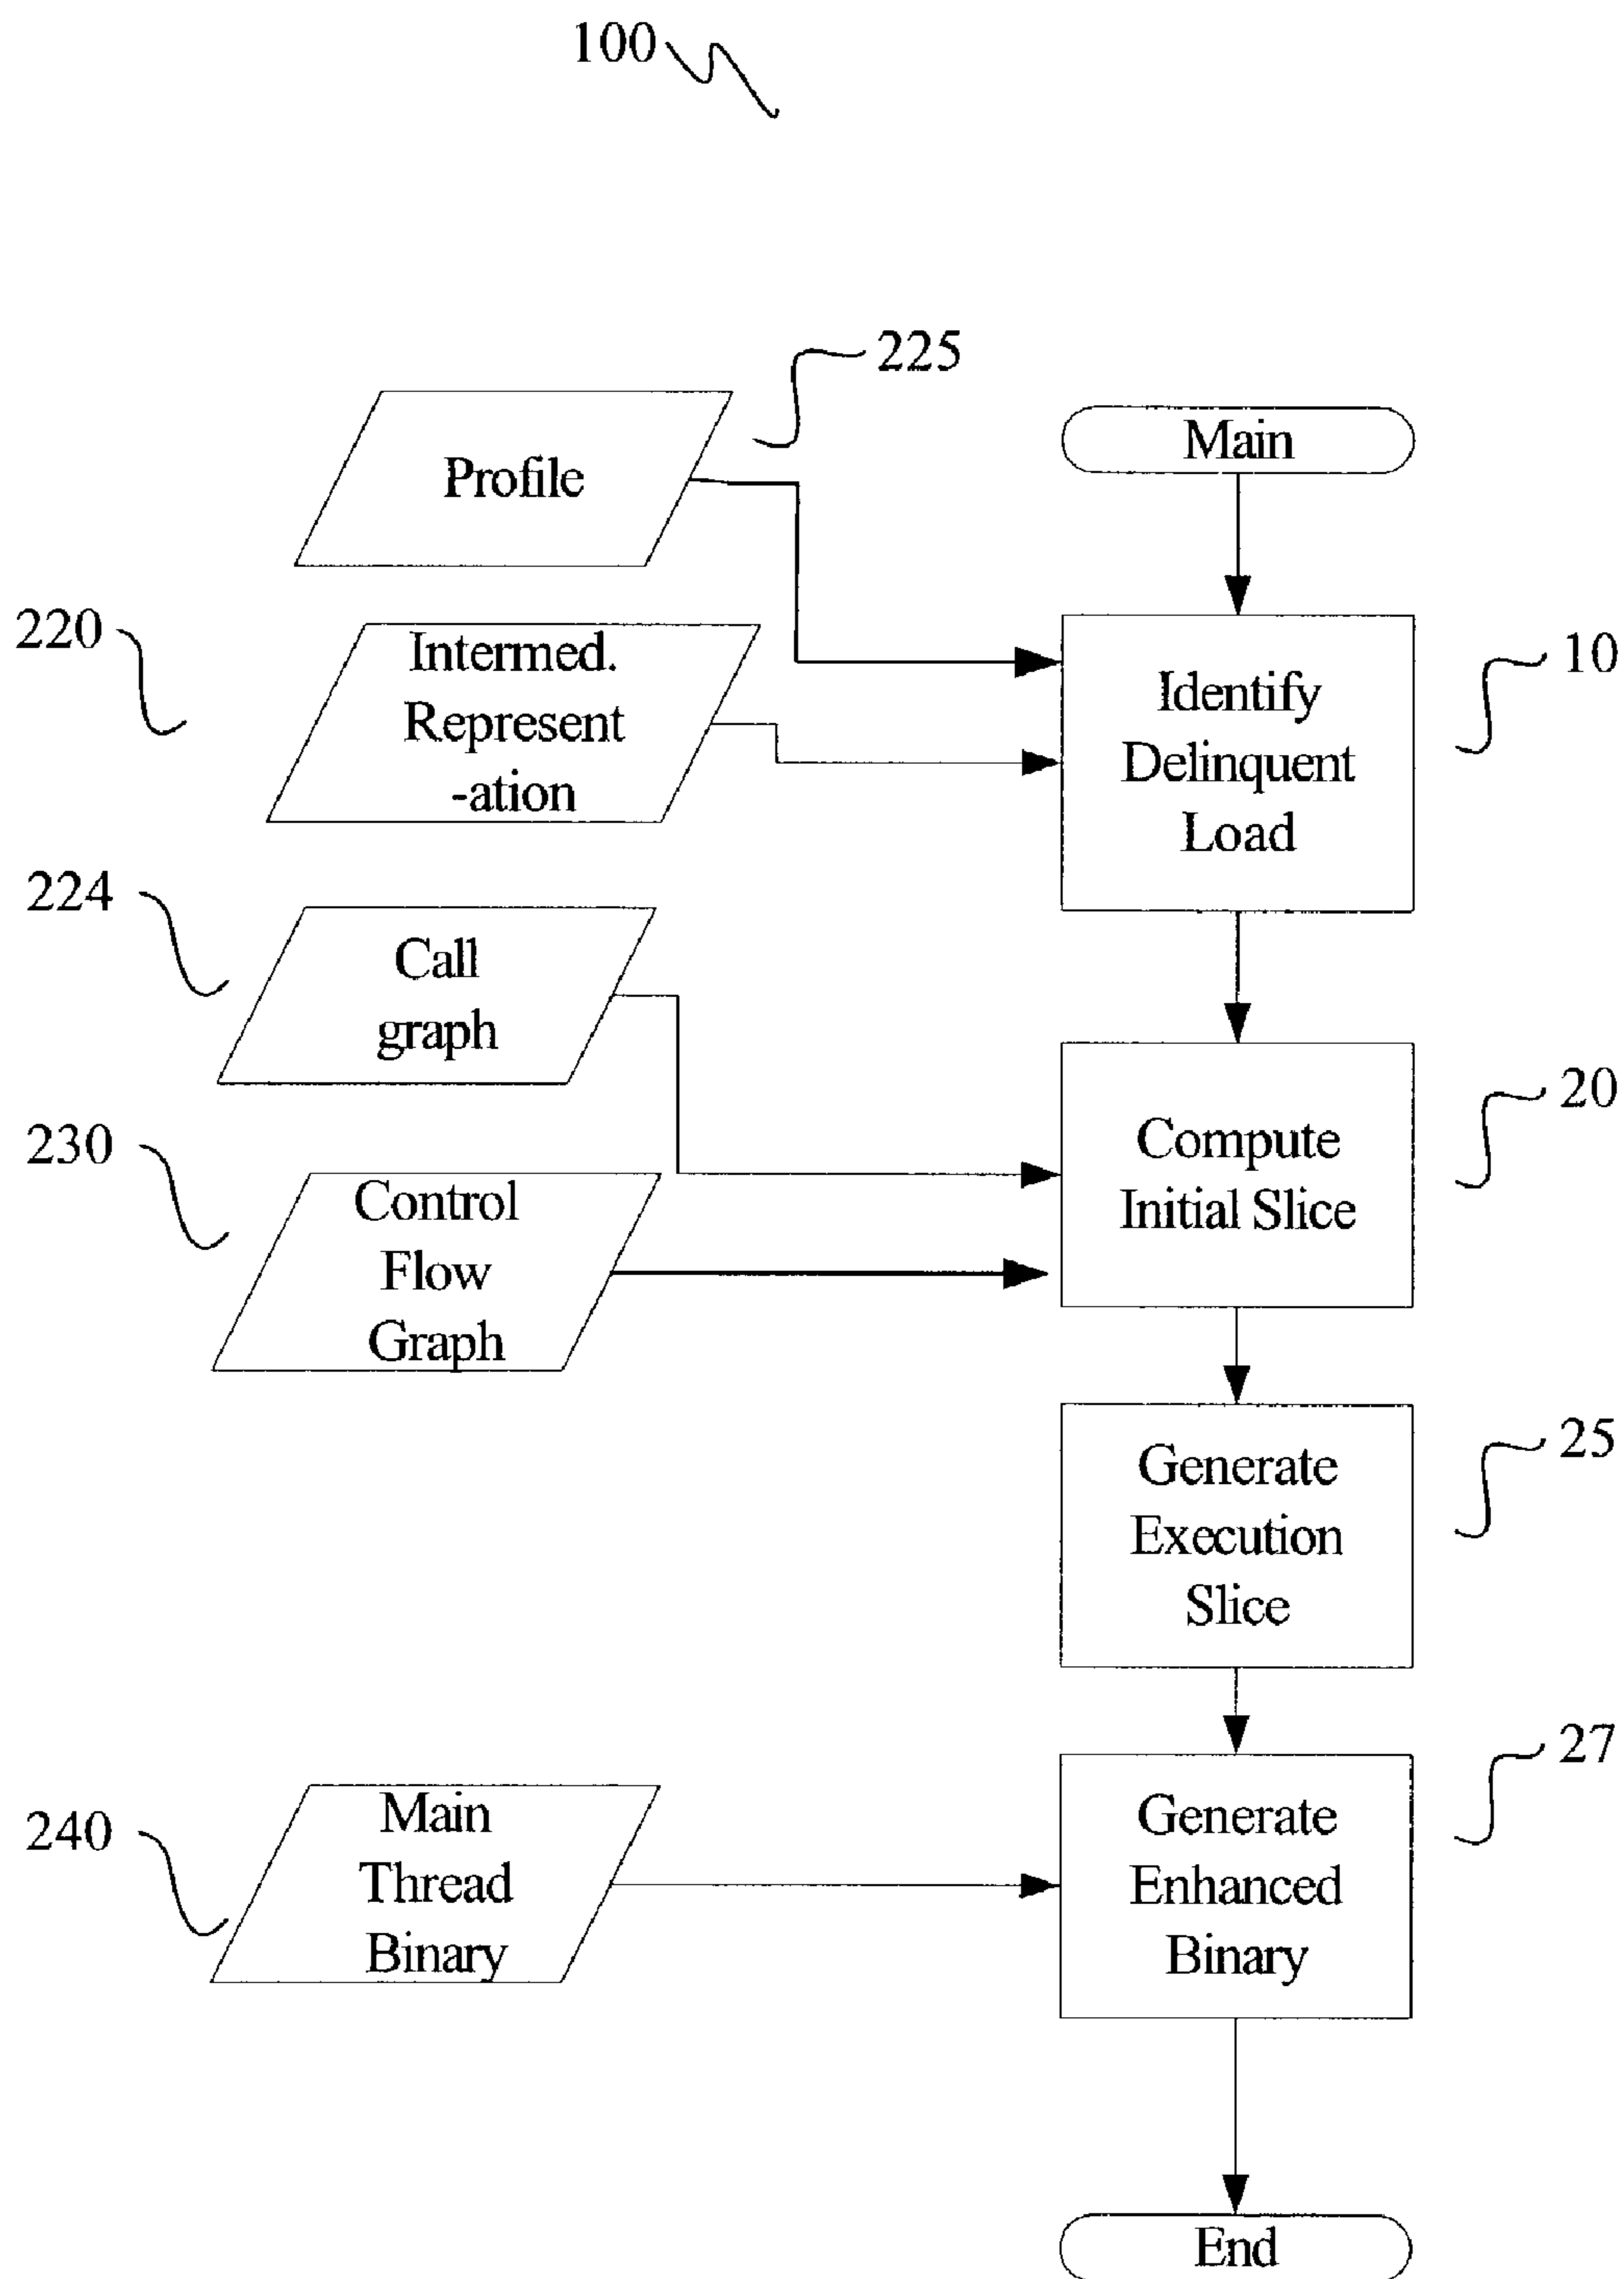 100
225
Profile
Main
220
Intermed.
Represent
-ation
10
Identify
Delinquent
Load
224
Call
graph
20
Compute
Initial Slice
230
Control
Flow
Graph
25
Generate
Execution
Slice
27
Generate
Enhanced
Binary
240
Main
Thread
Binary
End